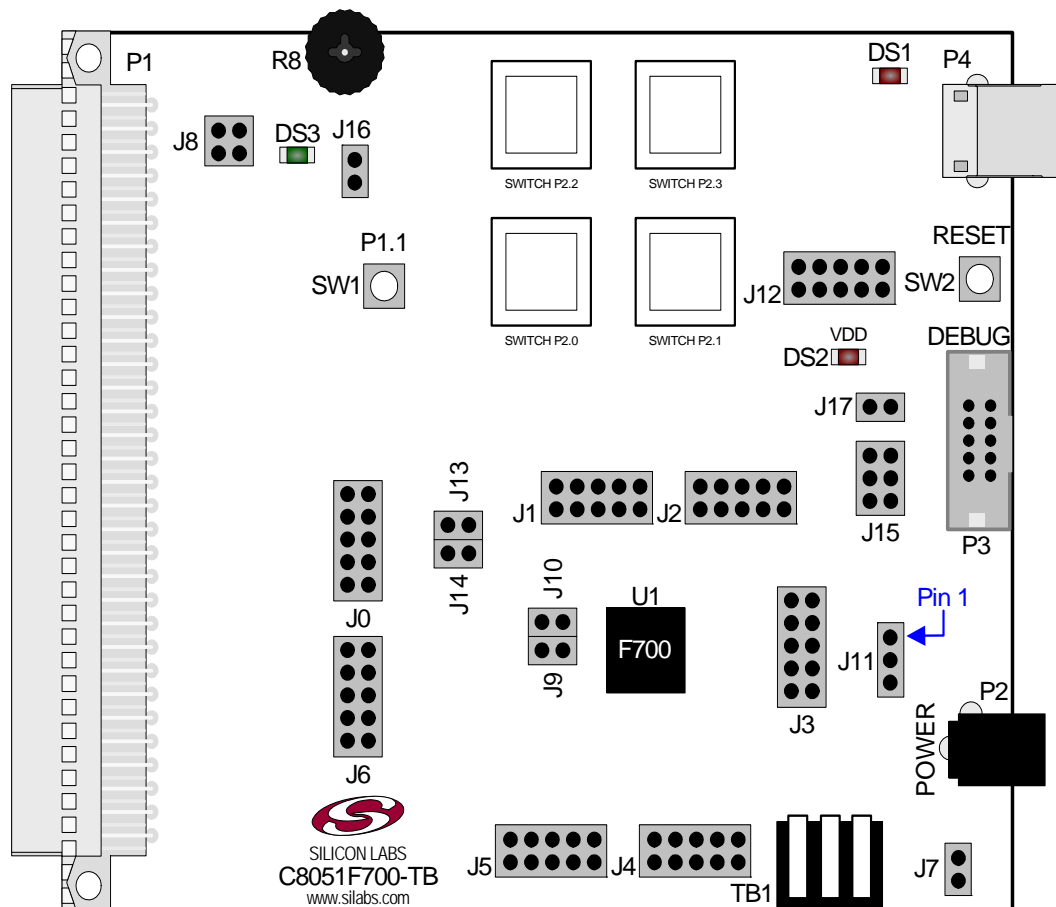 P1
R8
DS1
P4
J8
DS3
J16
SWITCH P2.2
SWITCH P2.3
P1.1
SW1
RESET
SW2
J12
SWITCH P2.0
SWITCH P2.1
VDD
DS2
DEBUG
J17
J13
J1
J2
J15
P3
J14
J10
J0
U1
F700
Pin 1
J11
J9
P2
J3
POWER
J6
SILICON LABS
C8051F700-TB
www.silabs.com
J5
J4
TB1
J7